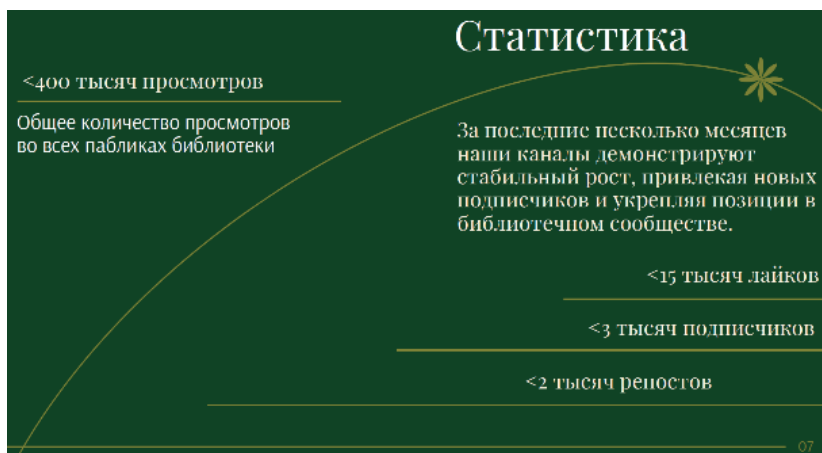 Статистика
<400 тысяч просмотров
Общее количество просмотров
во всех пабликах библиотеки
За последние несколько месяцев
наши каналы демонстрируют
стабильный рост, привлекая новых
подписчиков и укрепляя позиции в
библиотечном сообществе.
<15 тысяч лайков
<3 тысяч подписчиков
<2 тысяч репостов
07